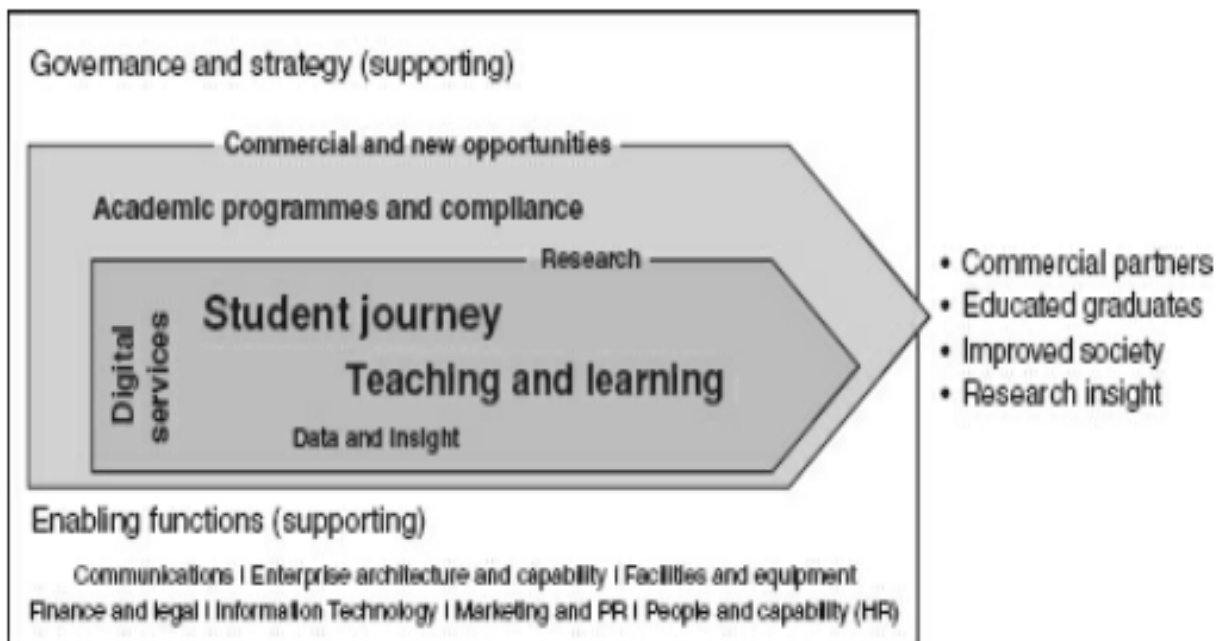 Governance and strategy (supporting)
Commercial and new opportunities
Academic programmes and compliance
Research
Student journey
Digital
services
Teaching and learning
Data and insight
• Commercial partners
• Educated graduates
• Improved society
• Research insight
Enabling functions (supporting)
Communications | Enterprise architecture and capability | Facilities and equipment
Finance and legal | Information Technology | Marketing and PR | People and capability (HR)